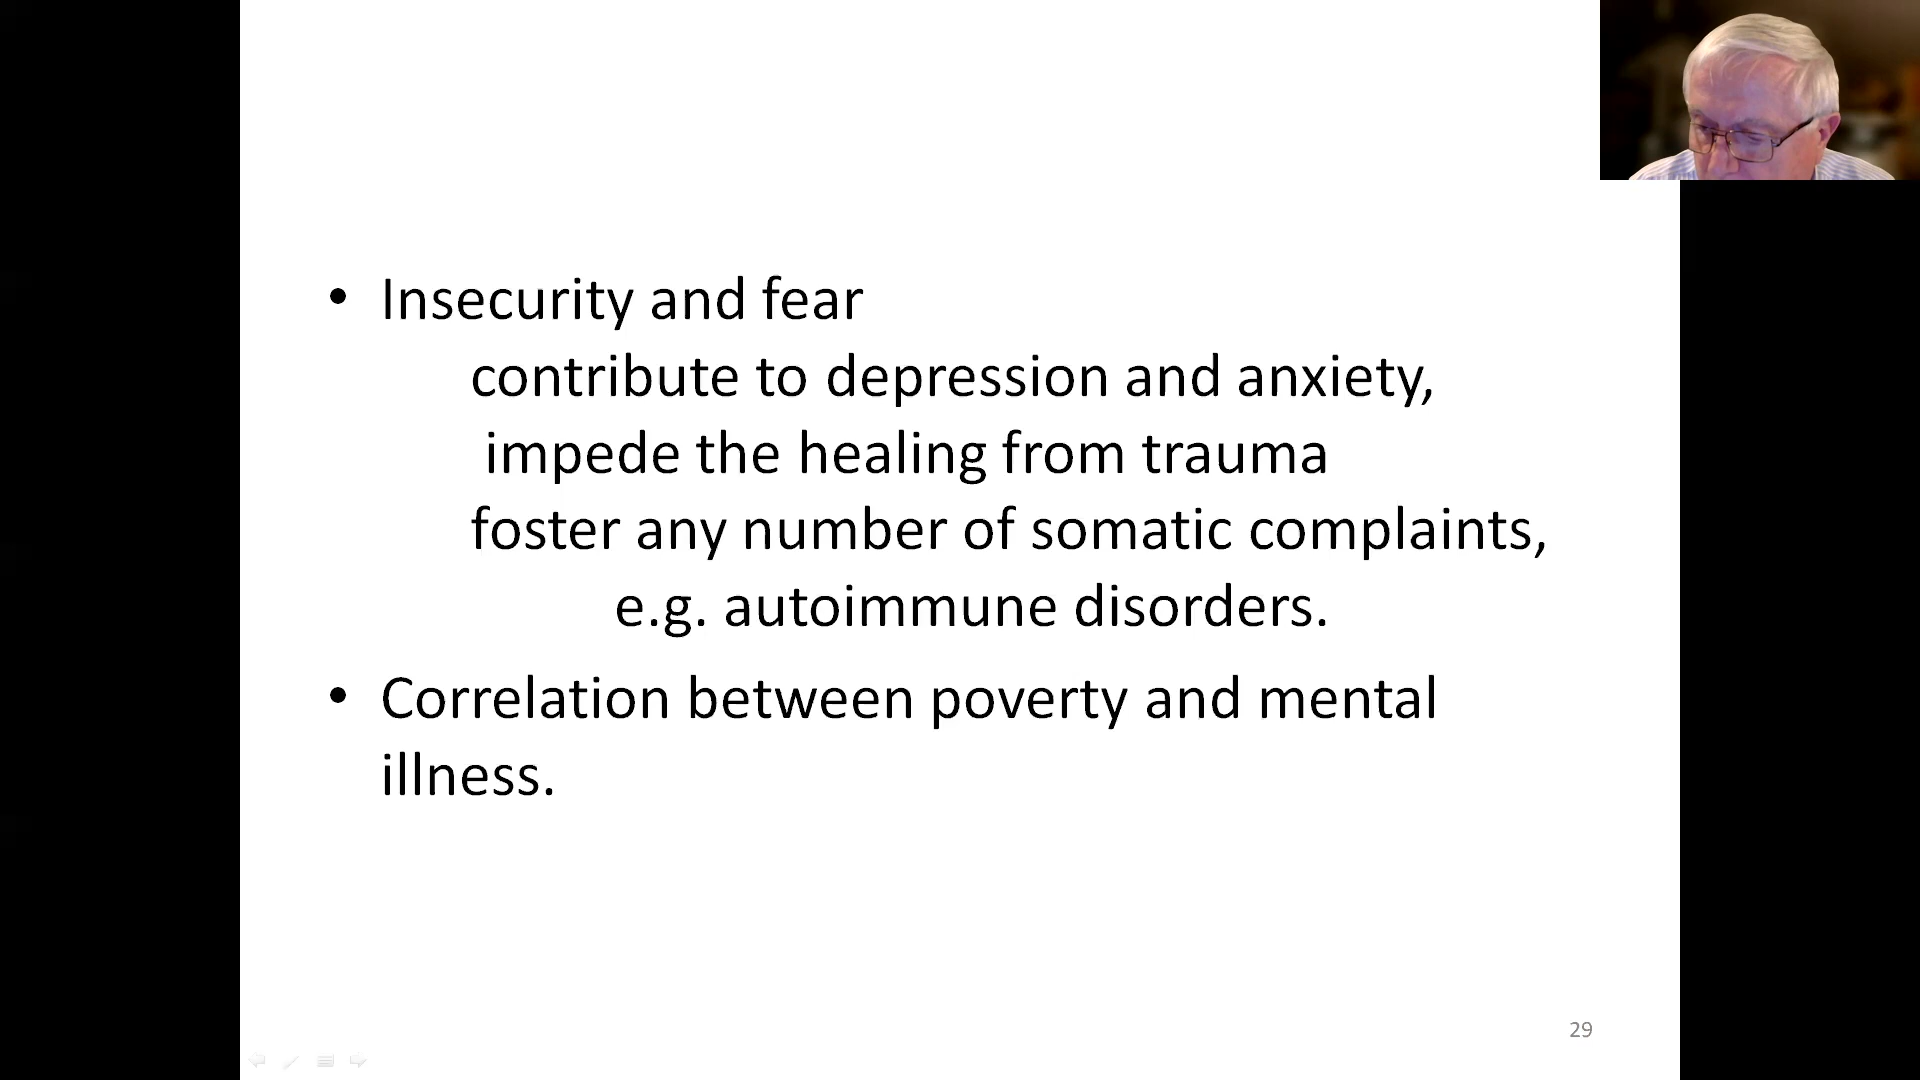 • Insecurity and fear
contribute to depression and anxiety,
impede the healing from trauma
foster any number of somatic complaints,
e.g. autoimmune disorders.
• Correlation between poverty and mental
illness.
29